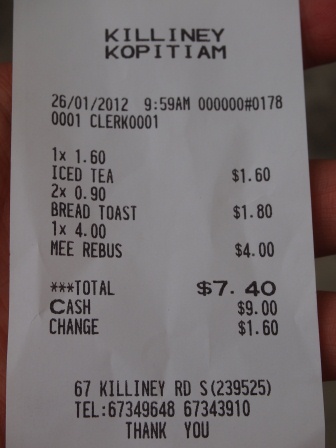 KILLINEY
KOPITIAM
26/01/2012 9:59AM 000000#0178
0001 CLERK0001
1x 1.60
ICED TEA $1.60
2x 0.90
BREAD TOAST $1.80
1x 4.00
MEE REBUS $4.00
***TOTAL $7.40
CASH $9.00
CHANGE $1.60
67 KILLINEY RD S(239525)
TEL:67349648 67343910
THANK YOU